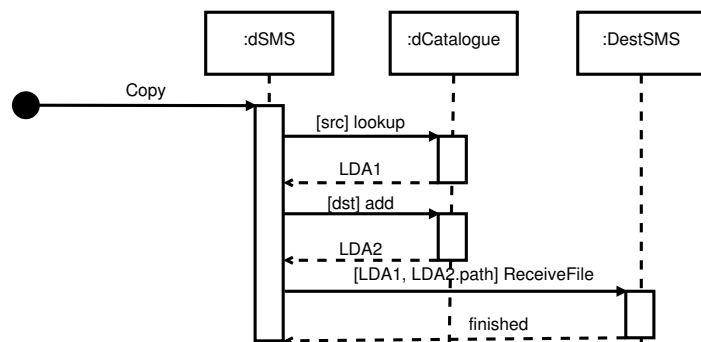 :dSMS
:dCatalogue
:DestSMS
Copy
[src] lookup
LDA1
[dst] add
LDA2
[LDA1, LDA2.path] ReceiveFile
finished